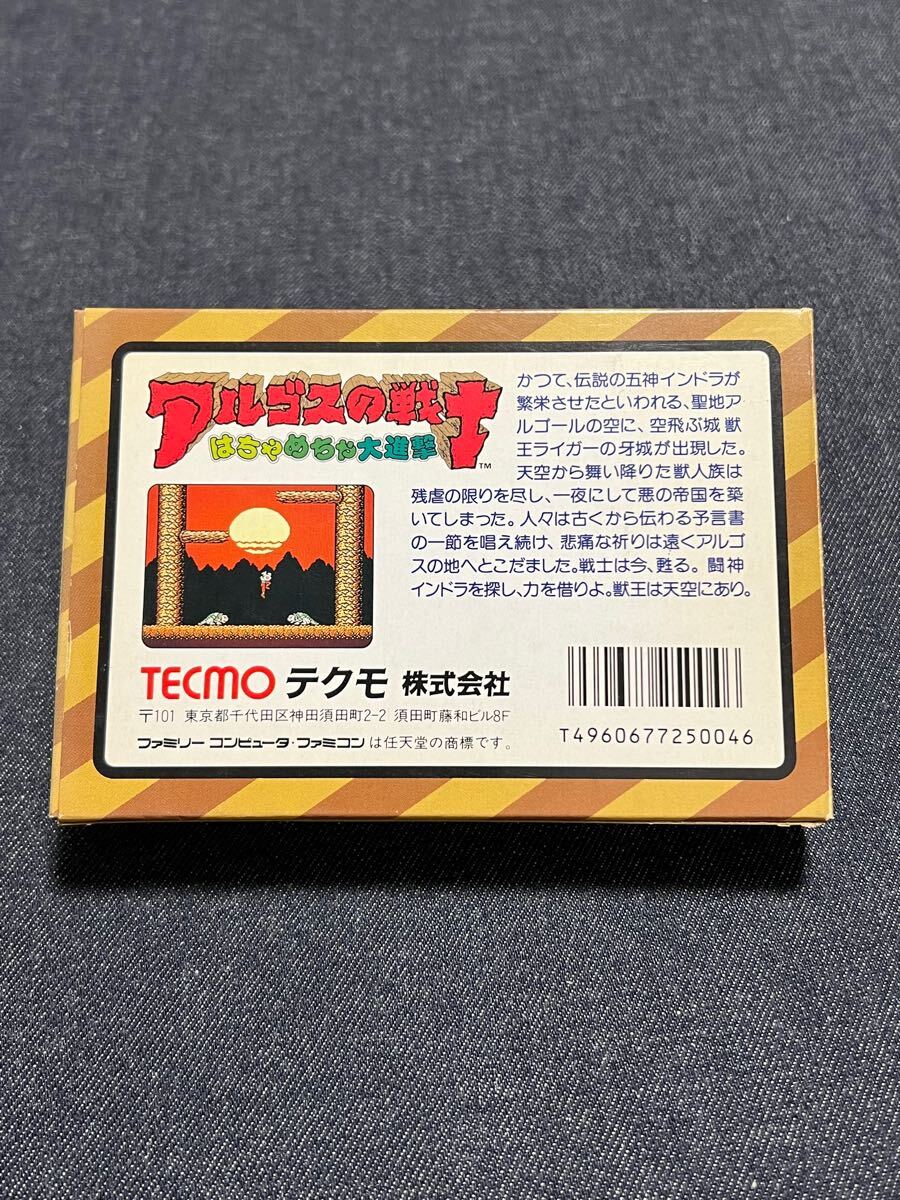 アルゴスの戦士
はちゃめちゃ大進撃
TM
かつて、伝説の五神インドラが
繁栄させたといわれる、聖地ア
ルゴールの空に、空飛ぶ城 獣
王ライガーの牙城が出現した。
天空から舞い降りた獣人族は
残虐の限りを尽し、一夜にして悪の帝国を築
いてしまった。人々は古くから伝わる予言書
の一節を唱え続け、悲痛な祈りは遠くアルゴ
スの地へとこだました。戦士は今、甦る。闘神
インドラを探し、力を借りよ。獣王は天空にあり。
TECMO テクモ 株式会社
〒101 東京都千代田区神田須田町2-2 須田町藤和ビル8F
ファミリー コンピュータ・ファミコン は任天堂の商標です。
T4960677250046